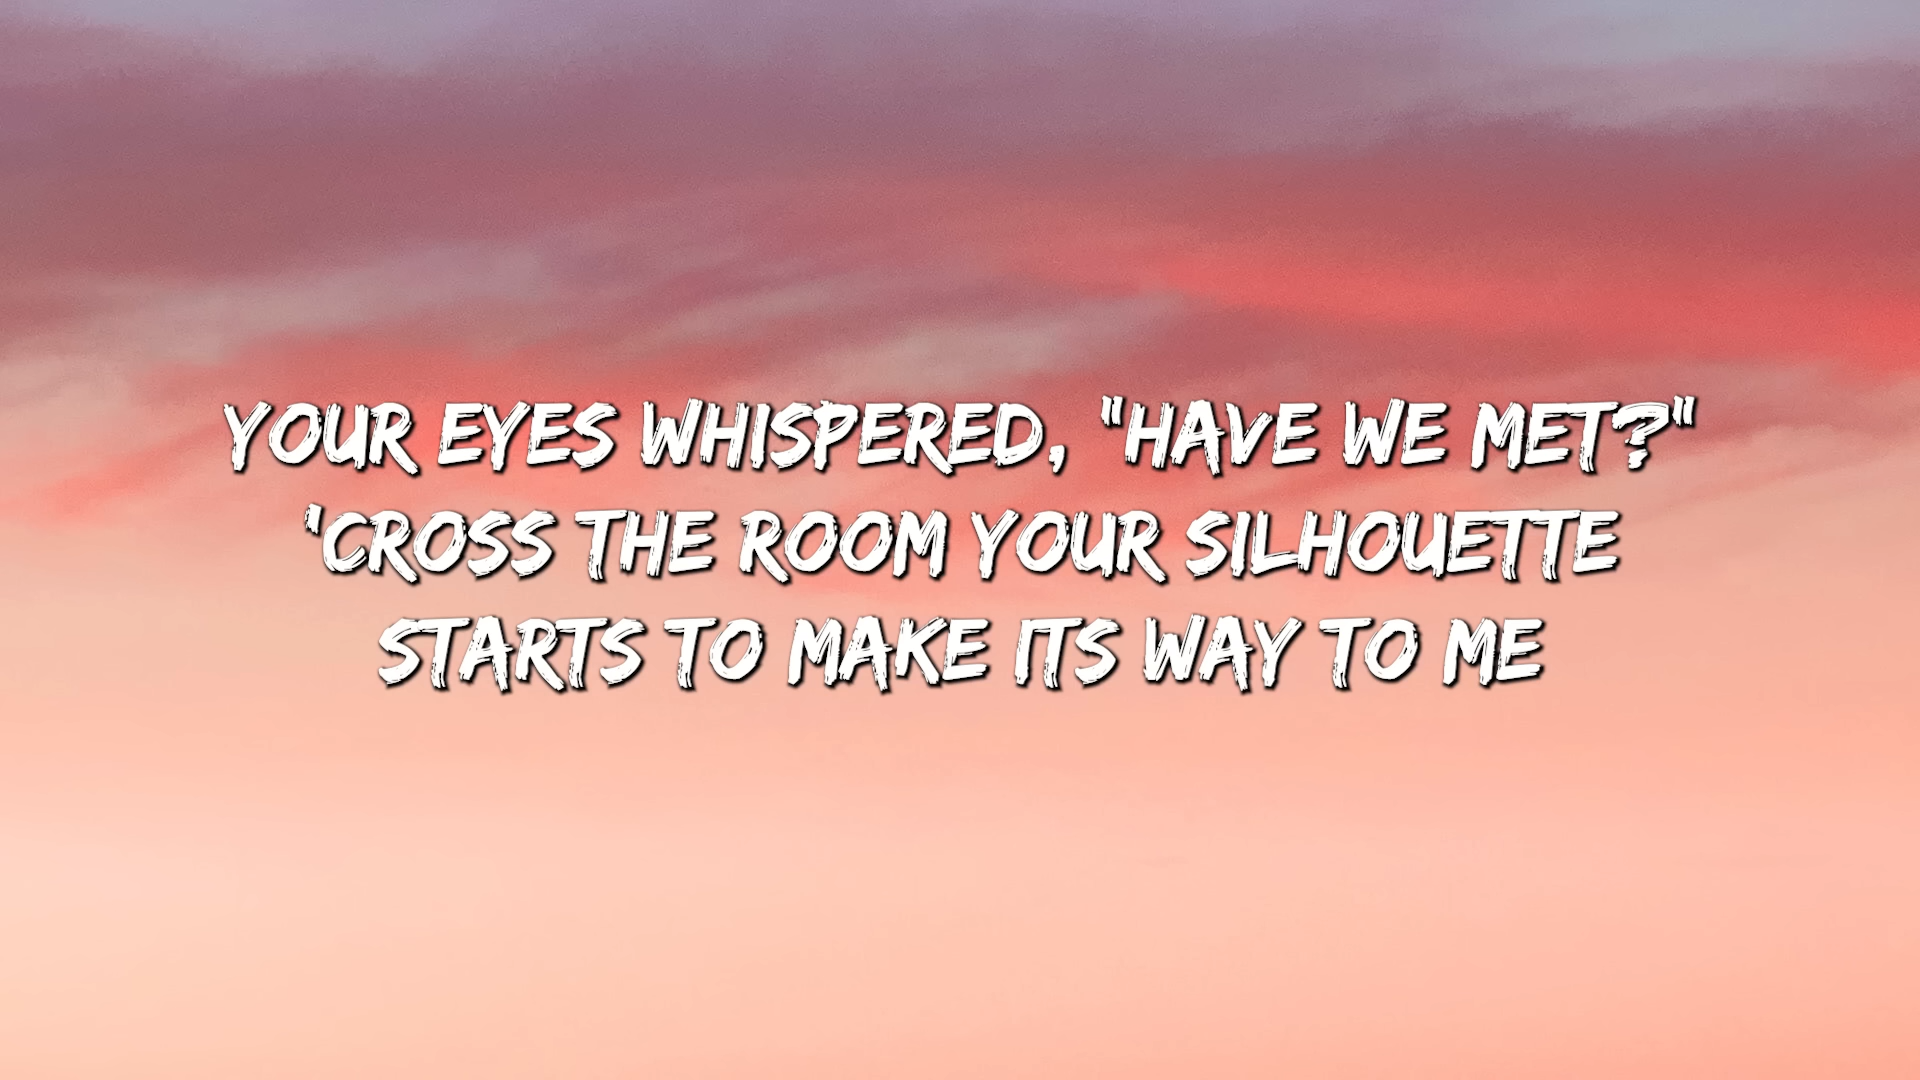 YOUR EYES WHISPERED, "HAVE WE MET?"
'CROSS THE ROOM YOUR SILHOUETTE
STARTS TO MAKE ITS WAY TO ME